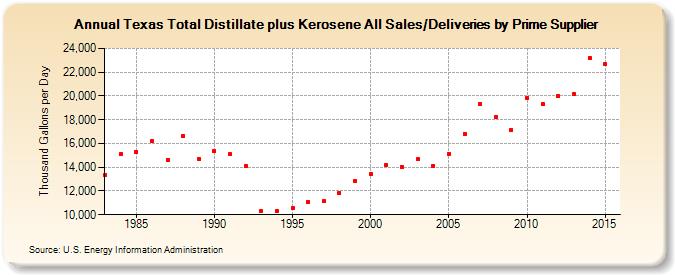 Annual Texas Total Distillate plus Kerosene All Sales/Deliveries by Prime Supplier
Thousand Gallons per Day
24,000
22,000
20,000
18,000
16,000
14,000
12,000
10,000
1985 1990 1995 2000 2005 2010 2015
Source: U.S. Energy Information Administration